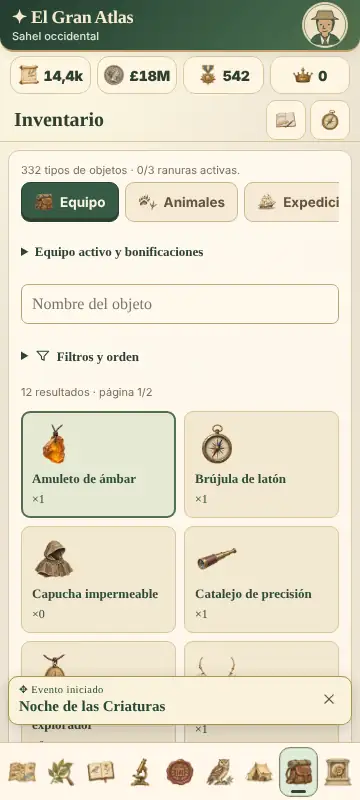 ✦ El Gran Atlas
Sahel occidental
14,4k
£18M
542
0
Inventario
332 tipos de objetos · 0/3 ranuras activas.
Equipo
Animales
Expedici
Equipo activo y bonificaciones
Nombre del objeto
Filtros y orden
12 resultados · página 1/2
Amuleto de ámbar
×1
Brújula de latón
×1
Capucha impermeable
×0
Catalejo de precisión
×1
✥ Evento iniciado
Noche de las Criaturas
explorador
×1